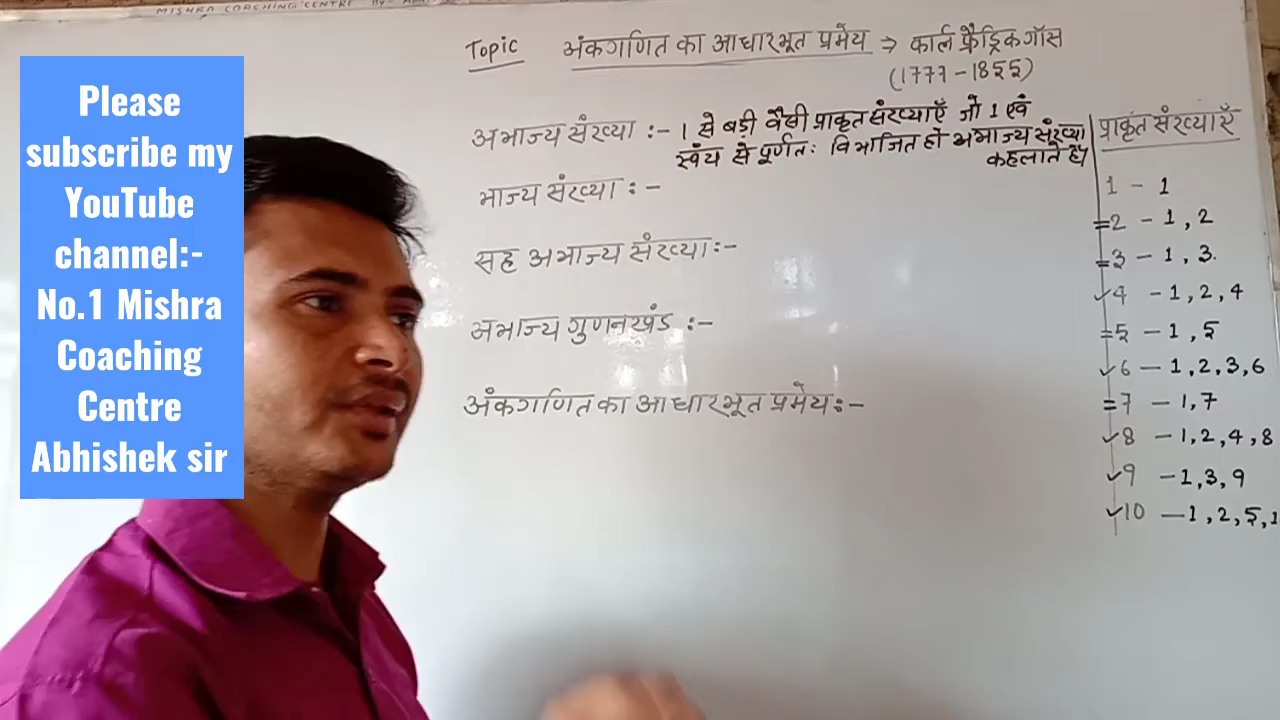 MISHRA COACHING CENTRE
Topic अंकगणित का आधारभूत प्रमेय → कार्ल फ्रैड्रिक गॉस
(1777-1855)
अभाज्य संख्या :- 1 से बड़ी वैसी प्राकृत संख्याएँ जो 1 एवं
स्वंय से पूर्णतः विभाजित हो अभाज्य संख्या
कहलाते हैं।
भाज्य संख्या :-
सह अभाज्य संख्या :-
अभाज्य गुणनखंड :-
अंकगणित का आधारभूत प्रमेय :-
प्राकृत संख्याएँ
1 - 1
=2 - 1, 2
=3 - 1, 3.
✓4 - 1, 2, 4
=5 - 1, 5
✓6 - 1, 2, 3, 6
=7 - 1, 7
✓8 - 1, 2, 4, 8
✓9 - 1, 3, 9
✓10 - 1, 2, 5, 1
Please
subscribe my
YouTube
channel:-
No.1 Mishra
Coaching
Centre
Abhishek sir